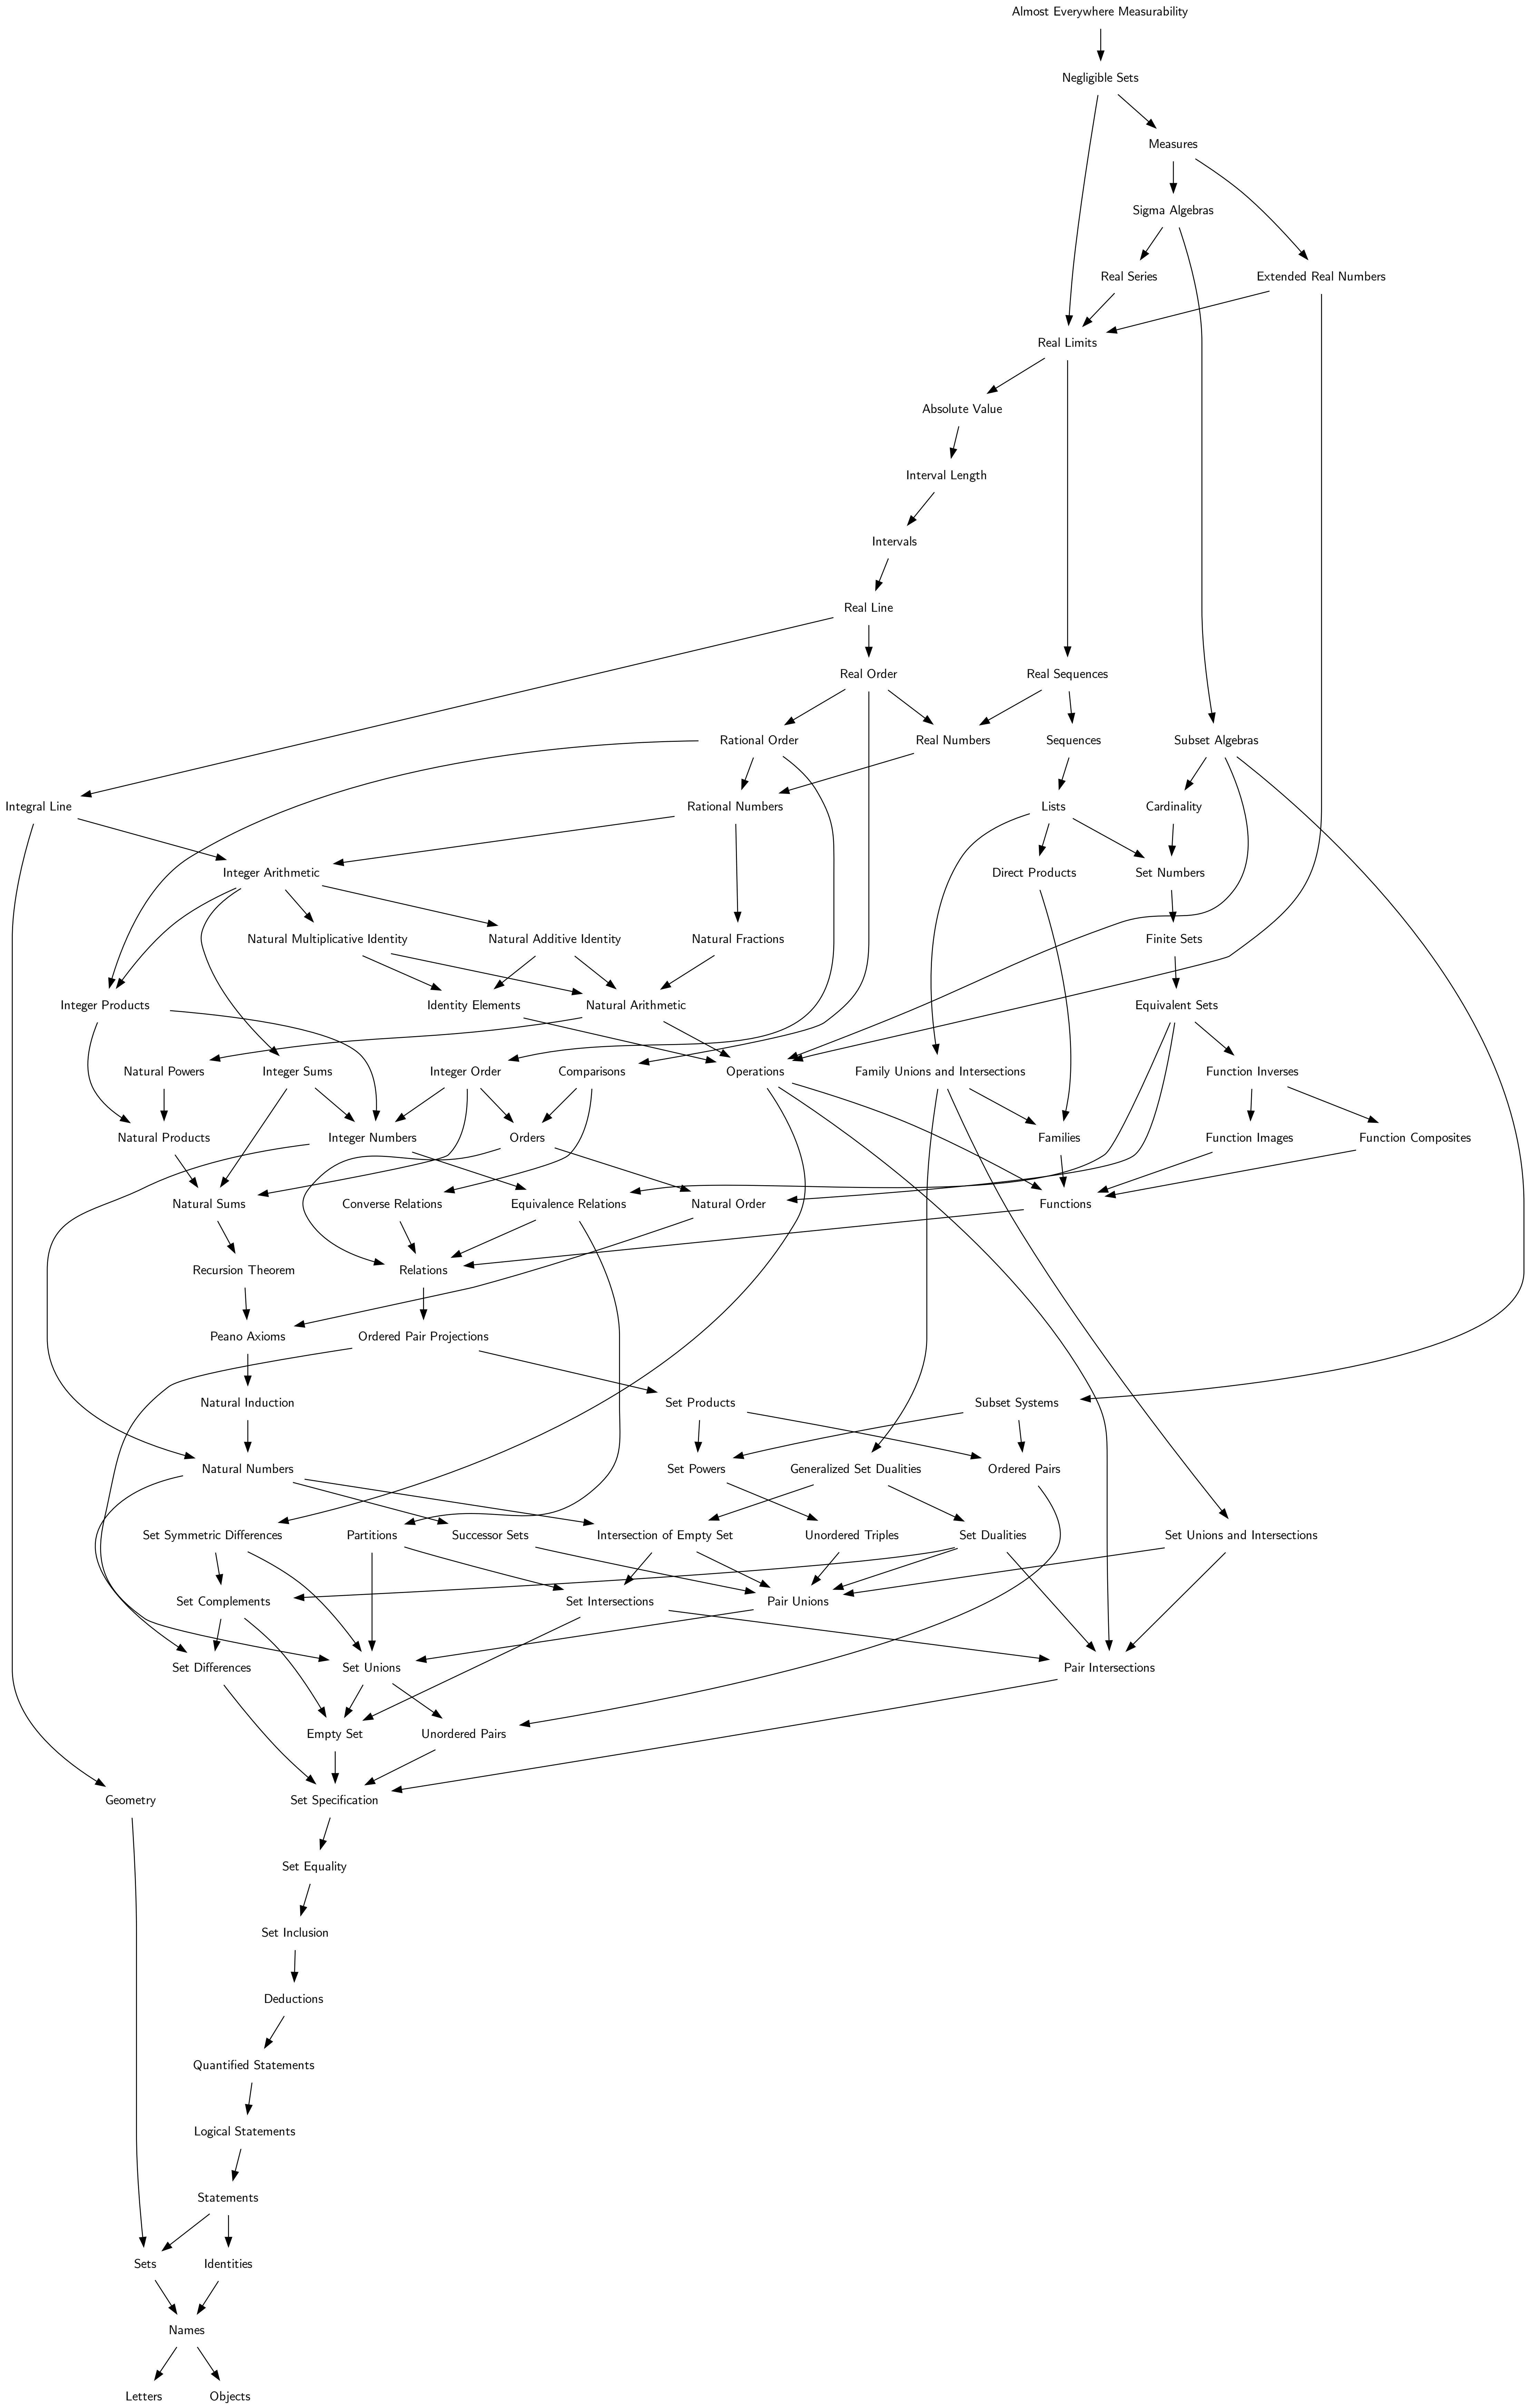 Almost Everywhere Measurability
Negligible Sets
Measures
Sigma Algebras
Real Series
Extended Real Numbers
Real Limits
Absolute Value
Interval Length
Intervals
Real Line
Real Order
Real Sequences
Rational Order
Real Numbers
Sequences
Subset Algebras
Integral Line
Rational Numbers
Lists
Cardinality
Integer Arithmetic
Direct Products
Set Numbers
Natural Multiplicative Identity
Natural Additive Identity
Natural Fractions
Finite Sets
Integer Products
Identity Elements
Natural Arithmetic
Equivalent Sets
Natural Powers
Integer Sums
Integer Order
Comparisons
Operations
Family Unions and Intersections
Function Inverses
Natural Products
Integer Numbers
Orders
Families
Function Images
Function Composites
Natural Sums
Converse Relations
Equivalence Relations
Natural Order
Functions
Recursion Theorem
Relations
Peano Axioms
Ordered Pair Projections
Natural Induction
Set Products
Subset Systems
Natural Numbers
Set Powers
Generalized Set Dualities
Ordered Pairs
Set Symmetric Differences
Partitions
Successor Sets
Intersection of Empty Set
Unordered Triples
Set Dualities
Set Unions and Intersections
Set Complements
Set Intersections
Pair Unions
Set Differences
Set Unions
Pair Intersections
Empty Set
Unordered Pairs
Geometry
Set Specification
Set Equality
Set Inclusion
Deductions
Quantified Statements
Logical Statements
Statements
Sets
Identities
Names
Letters
Objects